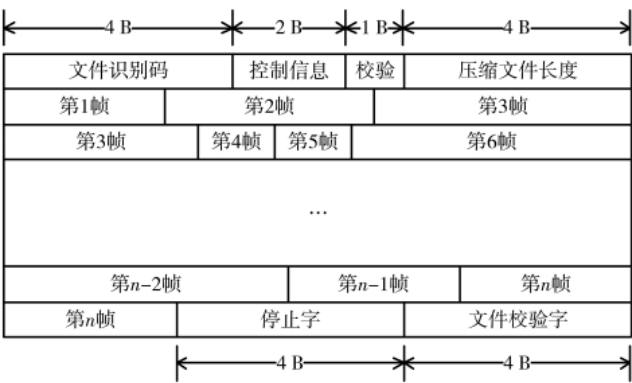 4 B 2 B 1 B 4 B
文件识别码 控制信息 校验 压缩文件长度
第1帧 第2帧 第3帧
第3帧 第4帧 第5帧 第6帧
…
第n−2帧 第n−1帧 第n帧
第n帧 停止字 文件校验字
4 B 4 B